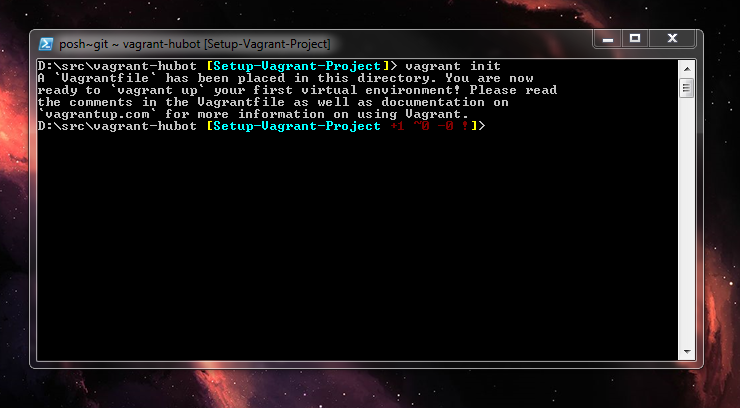 posh~git ~ vagrant-hubot [Setup-Vagrant-Project]
D:\src\vagrant-hubot [Setup-Vagrant-Project]> vagrant init
A `Vagrantfile` has been placed in this directory. You are now
ready to `vagrant up` your first virtual environment! Please read
the comments in the Vagrantfile as well as documentation on
`vagrantup.com` for more information on using Vagrant.
D:\src\vagrant-hubot [Setup-Vagrant-Project +1 ~0 -0 !]>